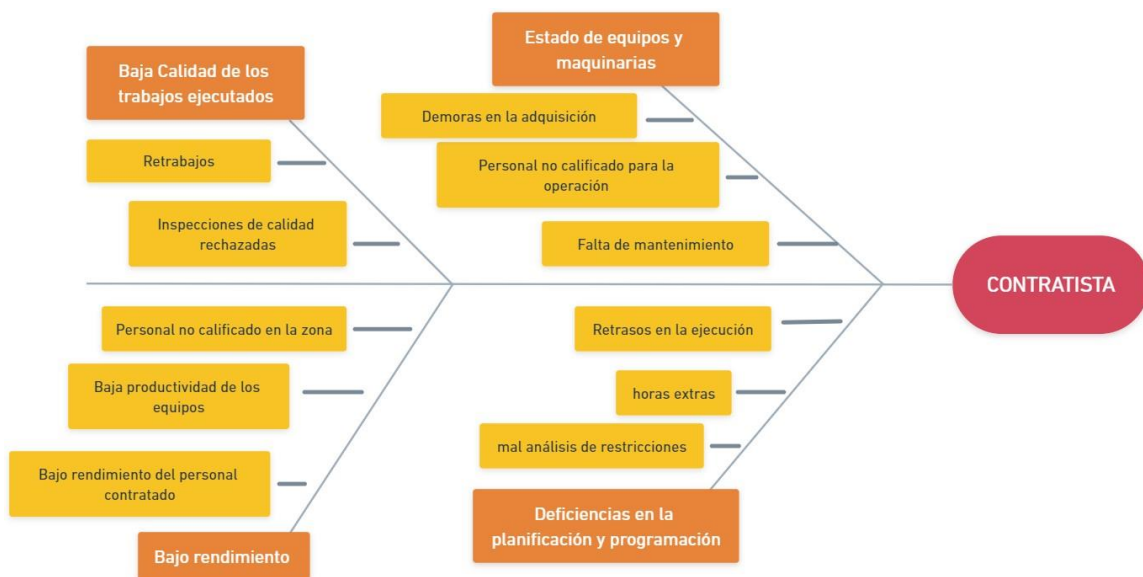 Baja Calidad de los
trabajos ejecutados
Retrabajos
Inspecciones de calidad
rechazadas
Estado de equipos y
maquinarias
Demoras en la adquisición
Personal no calificado para la
operación
Falta de mantenimiento
CONTRATISTA
Personal no calificado en la zona
Baja productividad de los
equipos
Bajo rendimiento del personal
contratado
Bajo rendimiento
Retrasos en la ejecución
horas extras
mal análisis de restricciones
Deficiencias en la
planificación y programación